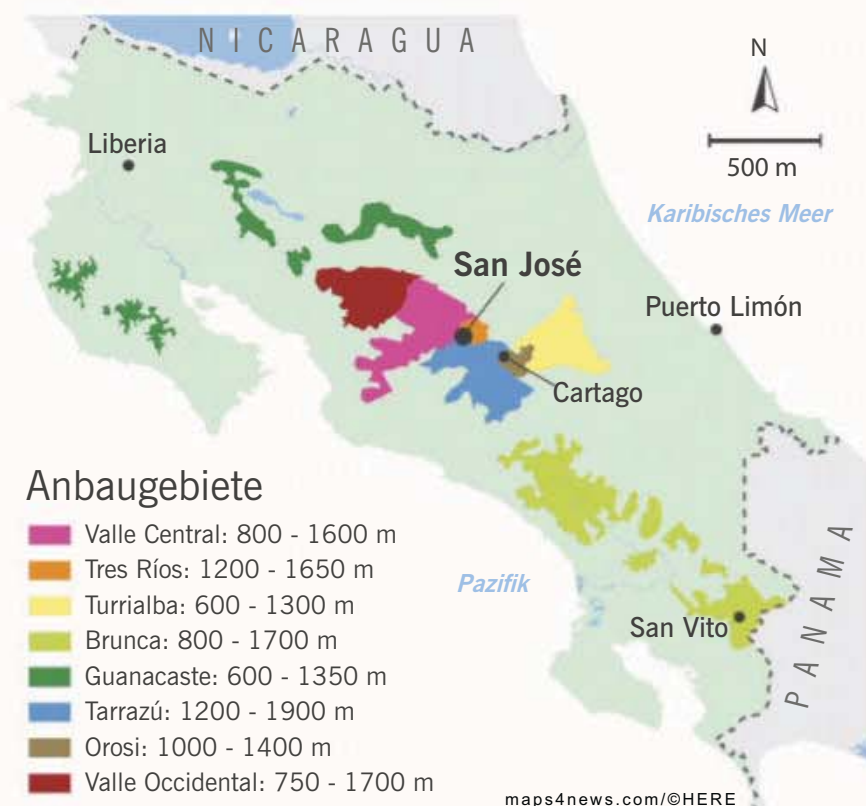 NICARAGUA
N
Liberia
500 m
Karibisches Meer
San José
Puerto Limón
Cartago
Anbaugebiete
Valle Central: 800 - 1600 m
Tres Ríos: 1200 - 1650 m
Turrialba: 600 - 1300 m
Brunca: 800 - 1700 m
Guanacaste: 600 - 1350 m
Tarrazú: 1200 - 1900 m
Orosi: 1000 - 1400 m
Valle Occidental: 750 - 1700 m
Pazifik
San Vito
PANAMA
maps4news.com/©HERE